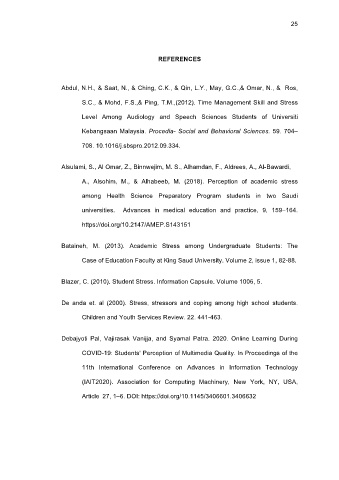 25
REFERENCES
Abdul, N.H., & Saat, N., & Ching, C.K., & Qin, L.Y., May, G.C.,& Omar, N., & Ros,
S.C., & Mohd, F.S.,& Ping, T.M.,(2012). Time Management Skill and Stress
Level Among Audiology and Speech Sciences Students of Universiti
Kebangsaan Malaysia. Procedia- Social and Behavioral Sciences. 59. 704–
708. 10.1016/j.sbspro.2012.09.334.
Alsulami, S., Al Omar, Z., Binnwejim, M. S., Alhamdan, F., Aldrees, A., Al-Bawardi,
A., Alsohim, M., & Alhabeeb, M. (2018). Perception of academic stress
among Health Science Preparatory Program students in two Saudi
universities. Advances in medical education and practice, 9, 159–164.
https://doi.org/10.2147/AMEP.S143151
Bataineh, M. (2013). Academic Stress among Undergraduate Students: The
Case of Education Faculty at King Saud University. Volume 2, issue 1, 82-88.
Blazer, C. (2010). Student Stress. Information Capsule, Volume 1006, 5.
De anda et. al (2000). Stress, stressors and coping among high school students.
Children and Youth Services Review. 22. 441-463.
Debajyoti Pal, Vajirasak Vanijja, and Syamal Patra. 2020. Online Learning During
COVID-19: Students' Perception of Multimedia Quality. In Proceedings of the
11th International Conference on Advances in Information Technology
(IAIT2020). Association for Computing Machinery, New York, NY, USA,
Article 27, 1–6. DOI: https://doi.org/10.1145/3406601.3406632